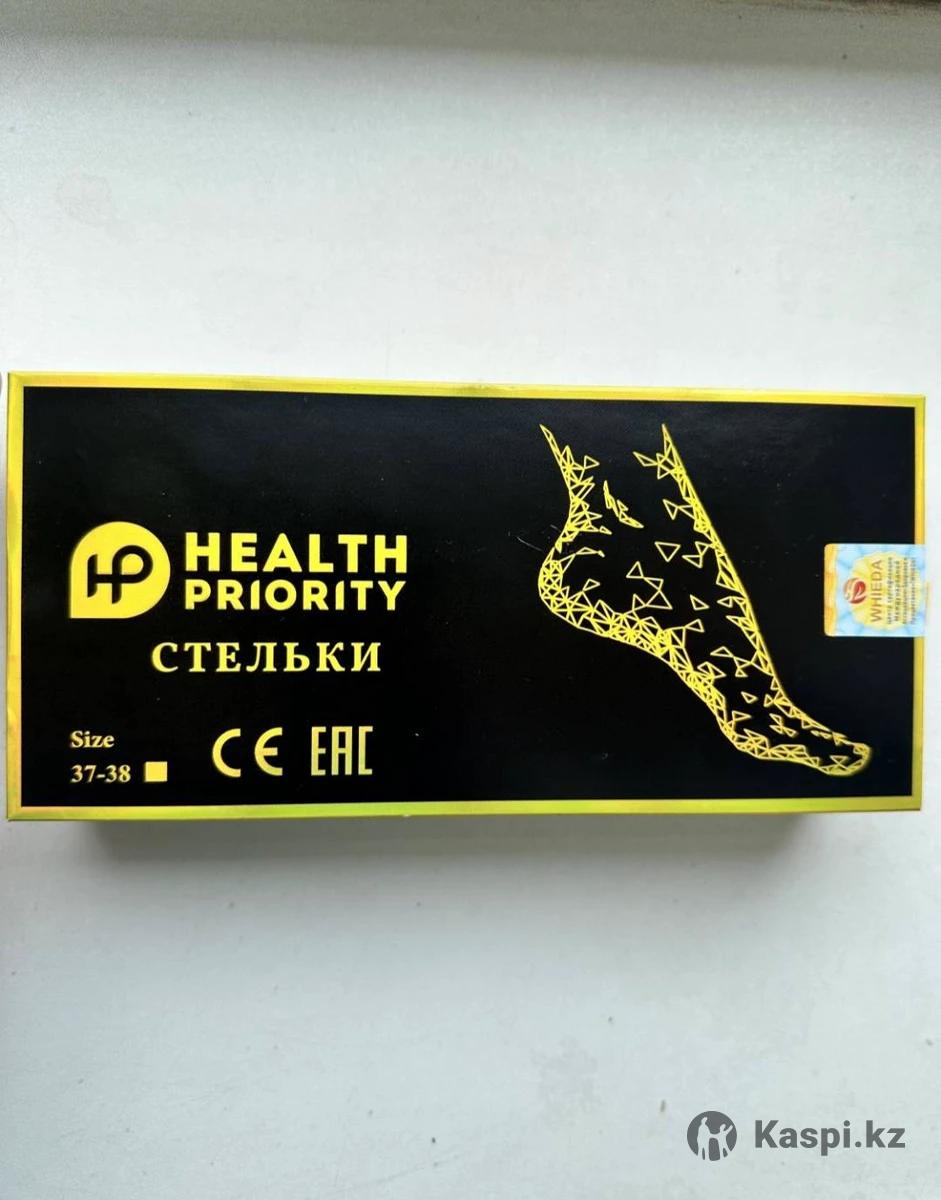 HP
HEALTH
PRIORITY
СТЕЛЬКИ
Size
37-38
CE EAC
WHIEDA
Kaspi.kz